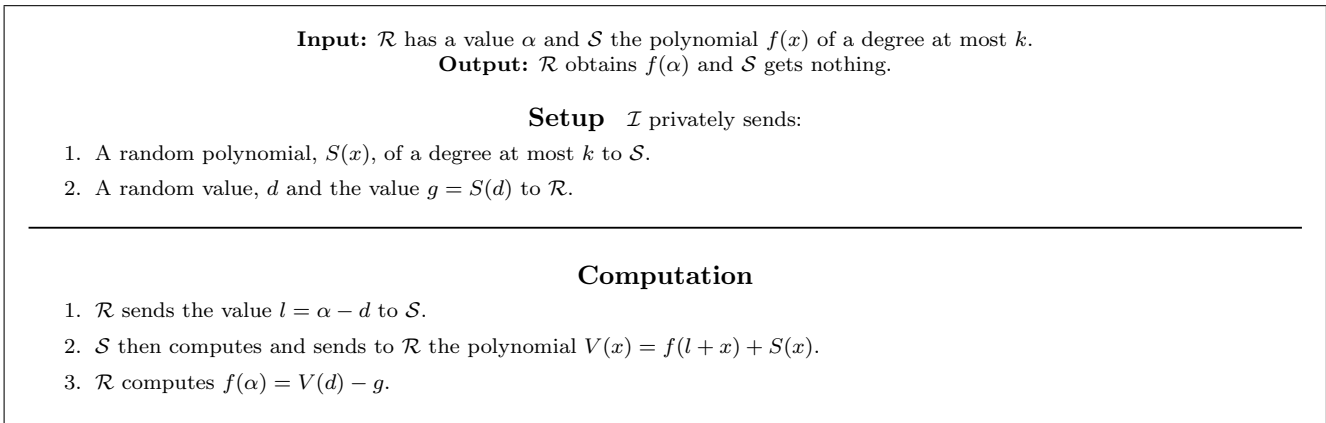 Input: ℛ has a value α and 𝒮 the polynomial f(x) of a degree at most k.
Output: ℛ obtains f(α) and 𝒮 gets nothing.
Setup ℐ privately sends:
1. A random polynomial, S(x), of a degree at most k to 𝒮.
2. A random value, d and the value g = S(d) to ℛ.
Computation
1. ℛ sends the value l = α − d to 𝒮.
2. 𝒮 then computes and sends to ℛ the polynomial V(x) = f(l + x) + S(x).
3. ℛ computes f(α) = V(d) − g.